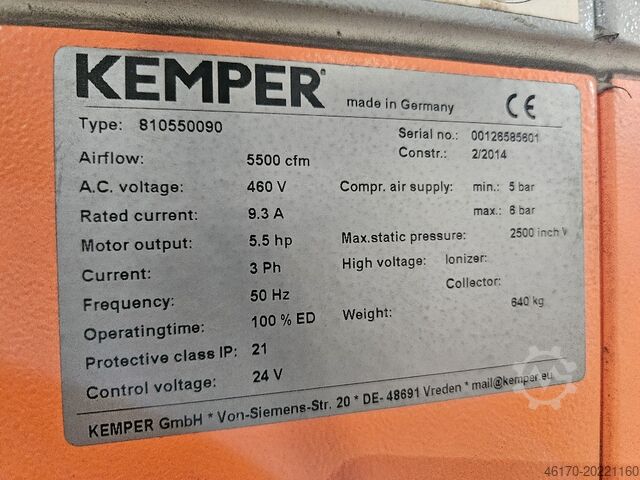 KEMPER® made in Germany CE
Type: 810550090 Serial no.: 00126585601
Constr.: 2/2014
Airflow: 5500 cfm
A.C. voltage: 460 V Compr. air supply: min.: 5 bar
Rated current: 9.3 A max.: 6 bar
Motor output: 5.5 hp Max.static pressure: 2500 inch W
Current: 3 Ph High voltage: Ionizer:
Collector:
Frequency: 50 Hz
Operatingtime: 100 % ED Weight: 640 kg
Protective class IP: 21
Control voltage: 24 V
KEMPER GmbH * Von-Siemens-Str. 20 * DE- 48691 Vreden * mail@kemper.eu
46170-20221160